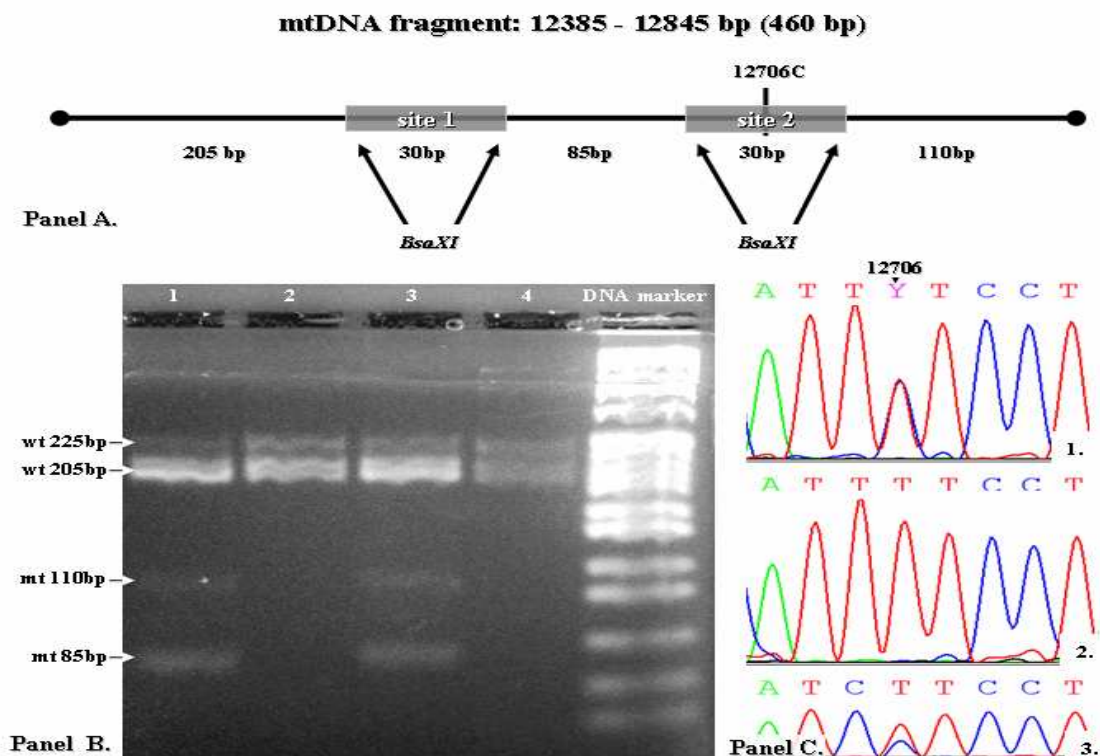 mtDNA fragment: 12385 - 12845 bp (460 bp)
12706C
site 1
site 2
205 bp
30bp
85bp
30bp
110bp
Panel A.
BsaXI
BsaXI
1 2 3 4 DNA marker
wt 225bp
wt 205bp
mt 110bp
mt 85bp
Panel B.
12706
A T T Y T C C T
1.
A T T T T C C T
2.
A T C T T C C T
3.
Panel C.